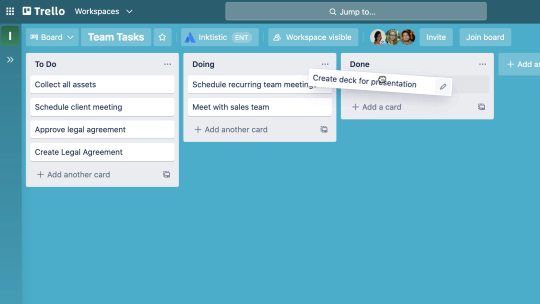 Trello
Workspaces
Jump to...
I
Board
Team Tasks
Inktistic
ENT
Workspace visible
Invite
Join board
To Do
Collect all assets
Schedule client meeting
Approve legal agreement
Create Legal Agreement
+ Add another card
Doing
Schedule recurring team meeting
Meet with sales team
+ Add another card
Done
Create deck for presentation
+ Add a card
+ Add a